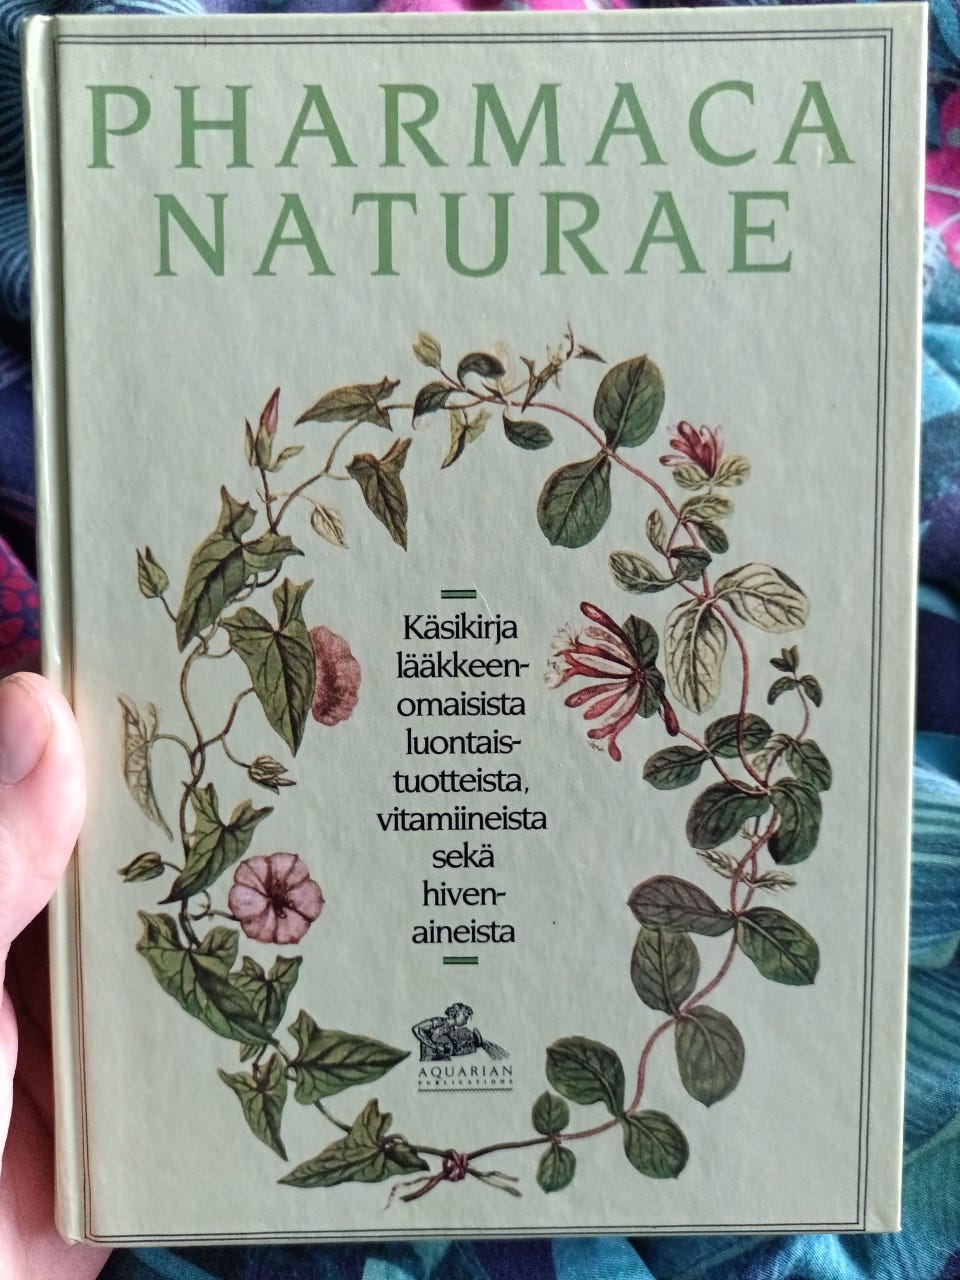 PHARMACA
NATURAE
Käsikirja
lääkkeen-
omaisista
luontais-
tuotteista,
vitamiineista
sekä
hiven-
aineista
AQUARIAN
PUBLICATIONS